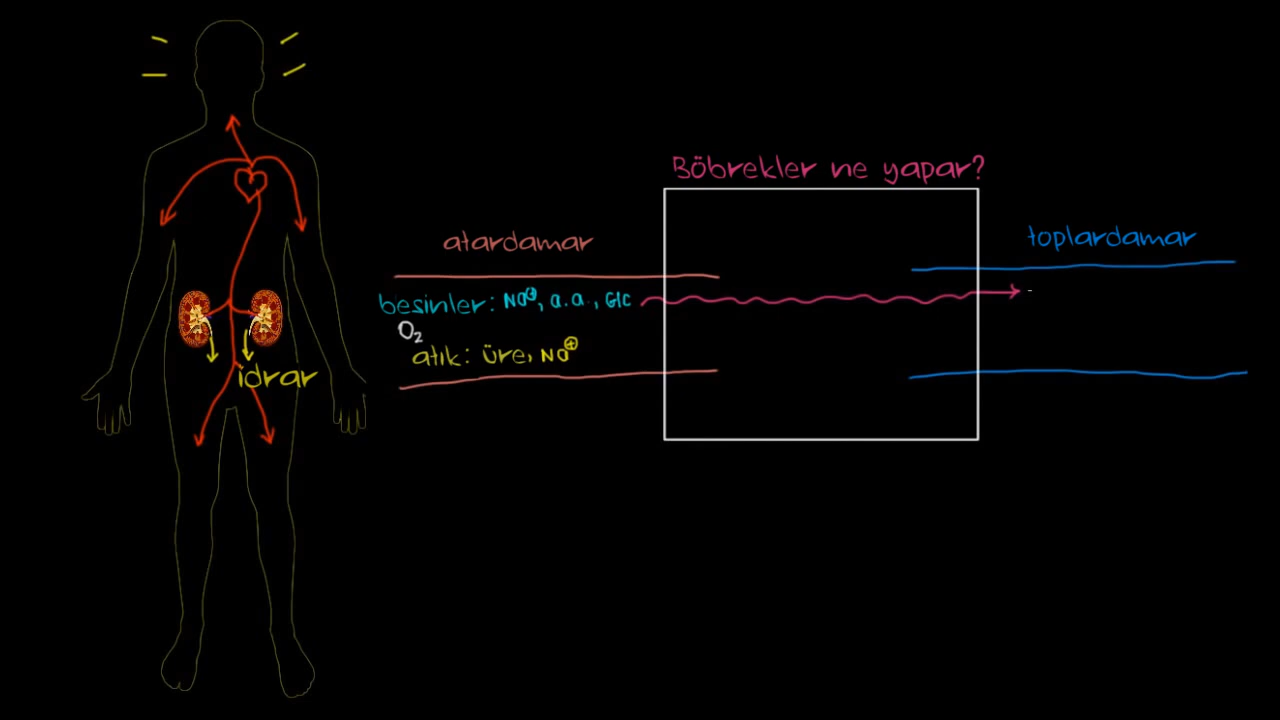 Böbrekler ne yapar?
atardamar
toplardamar
besinler: Na⊕, a.a., Glc
O₂
atık: üre, Na⊕
idrar